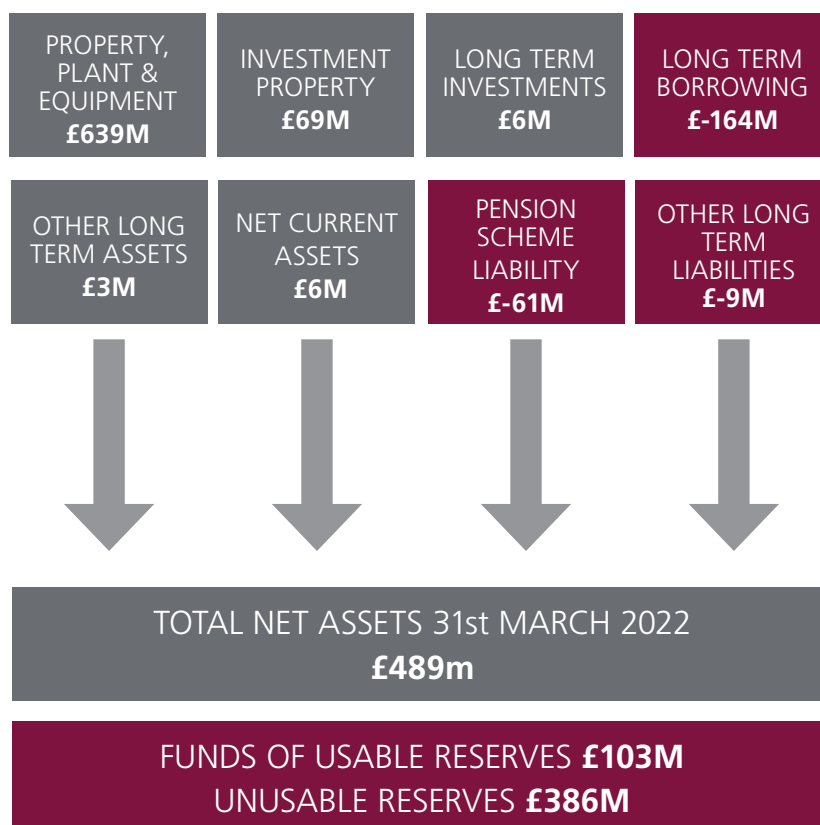 PROPERTY,
PLANT &
EQUIPMENT
£639M
INVESTMENT
PROPERTY
£69M
LONG TERM
INVESTMENTS
£6M
LONG TERM
BORROWING
£-164M
OTHER LONG
TERM ASSETS
£3M
NET CURRENT
ASSETS
£6M
PENSION
SCHEME
LIABILITY
£-61M
OTHER LONG
TERM
LIABILITIES
£-9M
TOTAL NET ASSETS 31st MARCH 2022
£489m
FUNDS OF USABLE RESERVES £103M
UNUSABLE RESERVES £386M